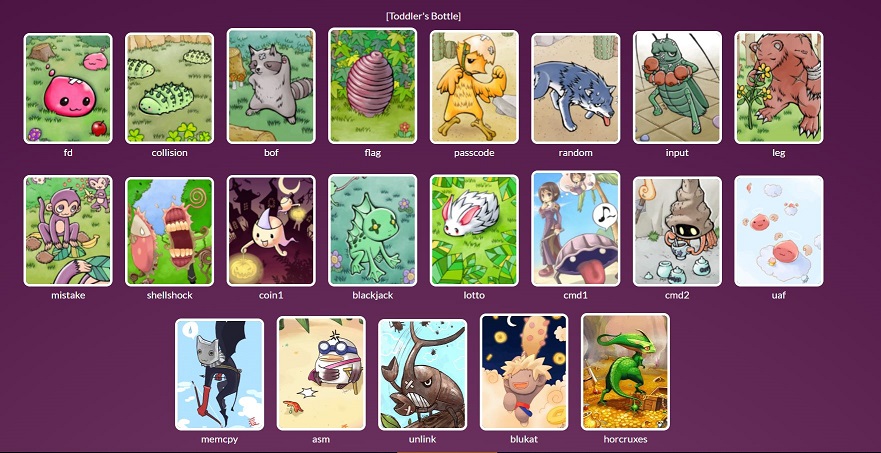 [Toddler's Bottle]
fd collision bof flag passcode random input leg
mistake shellshock coin1 blackjack lotto cmd1 cmd2 uaf
memcpy asm unlink blukat horcruxes